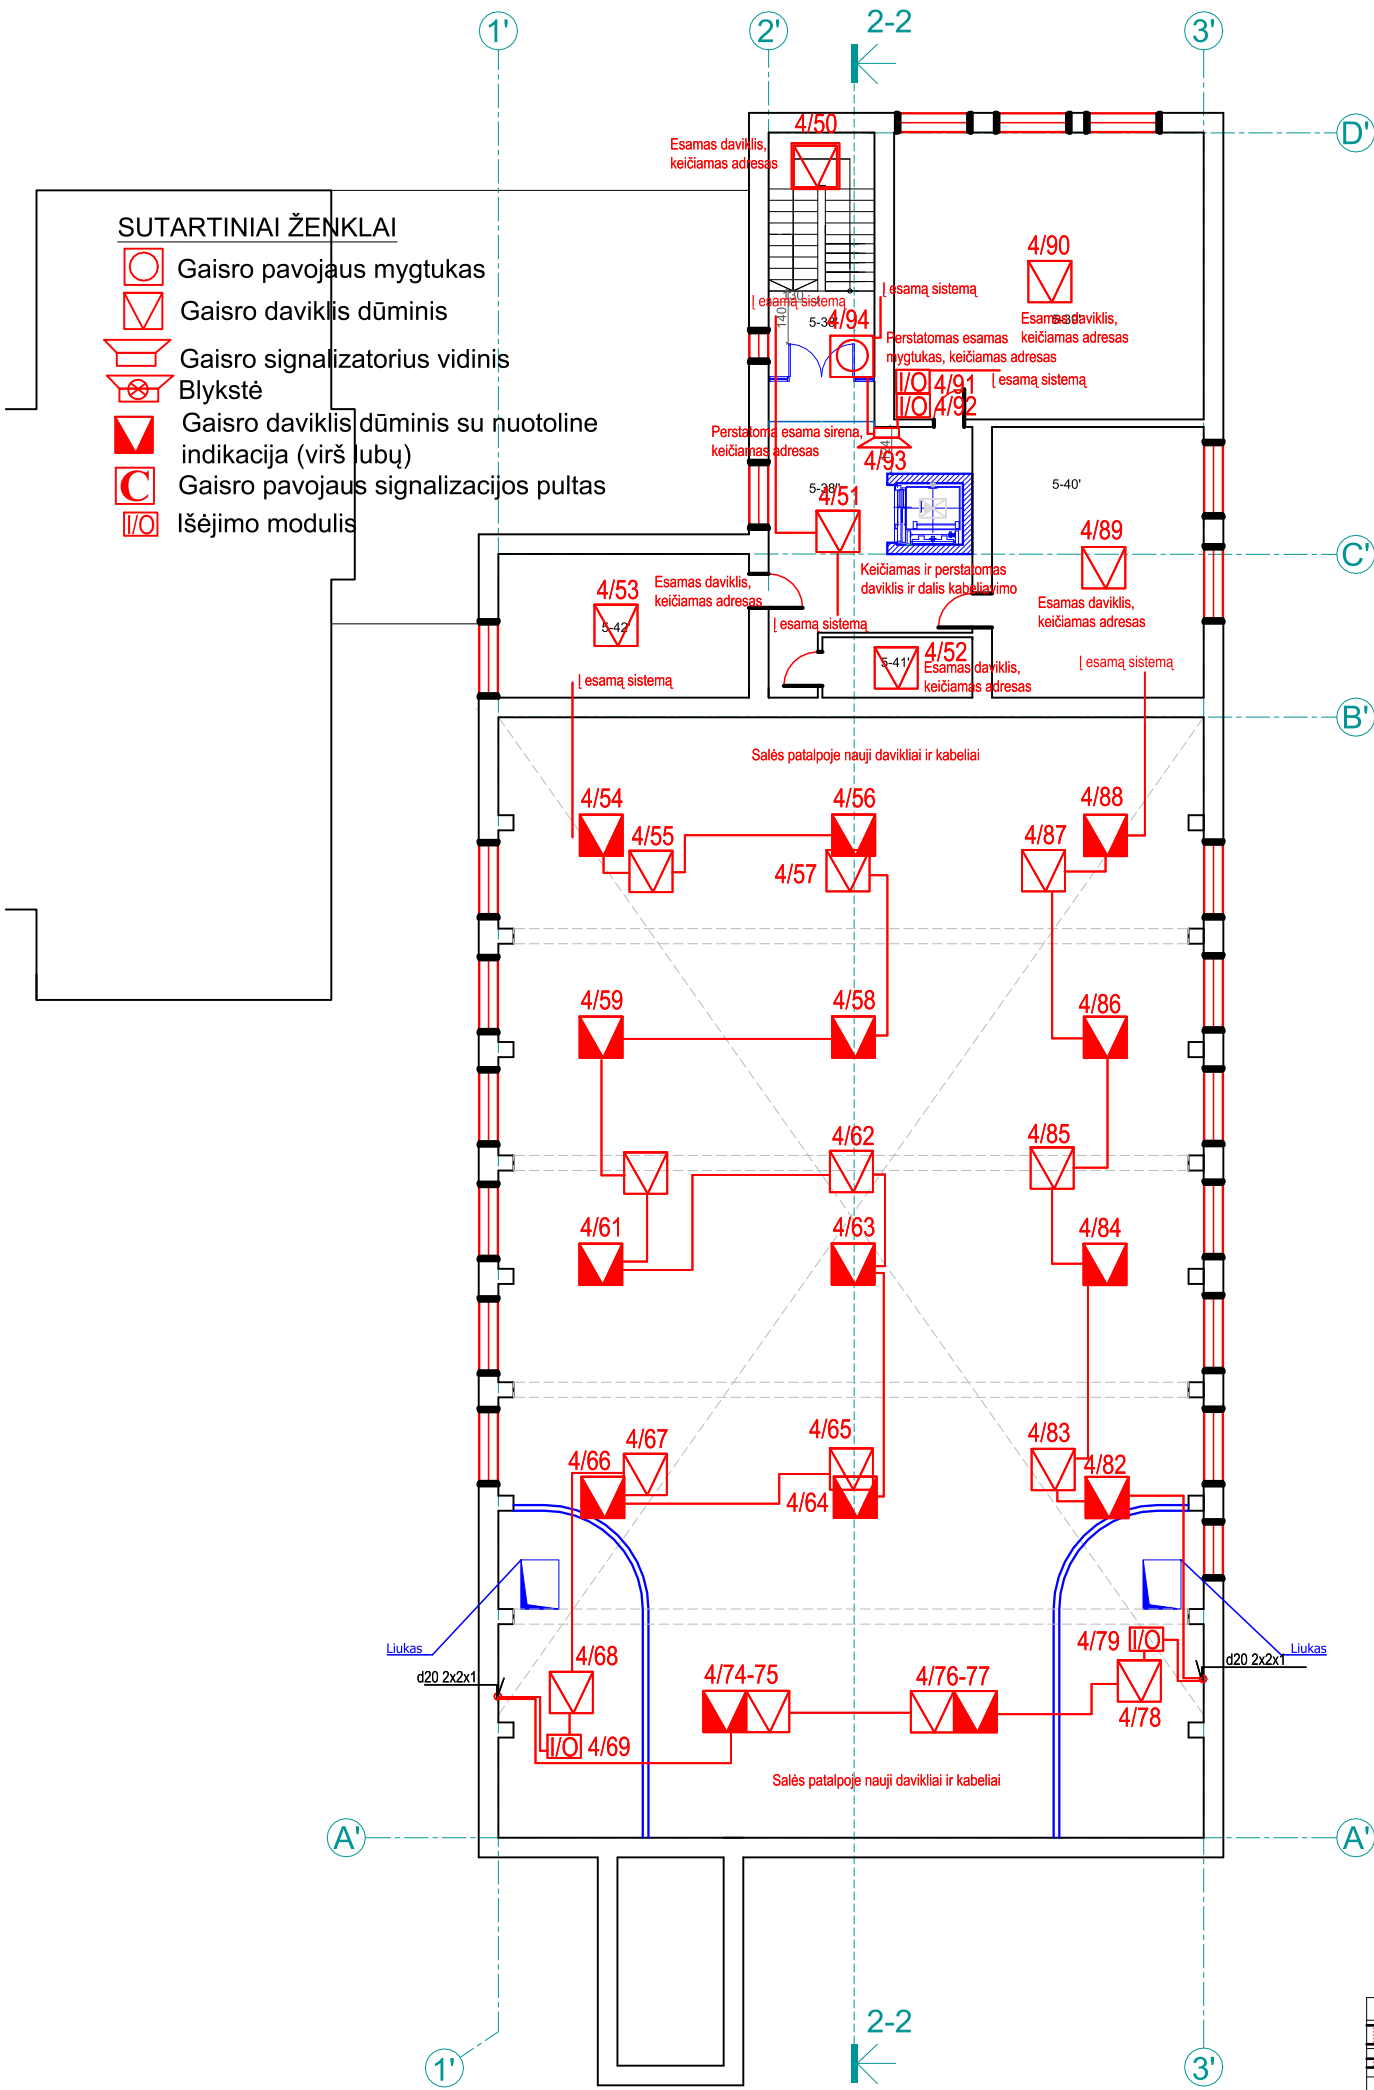 1'
2'
2-2
3'
D'
4/50
Esamas daviklis,
keičiamas adresas
SUTARTINIAI ŽENKLAI
Gaisro pavojaus mygtukas
Gaisro daviklis dūminis
Gaisro signalizatorius vidinis
Blykstė
Gaisro daviklis dūminis su nuotoline
indikacija (virš lubų)
C Gaisro pavojaus signalizacijos pultas
I/O Išėjimo modulis
4/90
Esamas daviklis,
keičiamas adresas
Į esamą sistemą
Į esamą sistemą
130
140
4/94
Perstatomas esamas
mygtukas, keičiamas adresas
I/O 4/91
I/O 4/92
Į esamą sistemą
Perstatoma esama sirena,
keičiamas adresas
4/93
5-38'
4/51
5-40'
4/89
C'
Keičiamas ir perstatomas
daviklis ir dalis kabeliavimo
Esamas daviklis,
keičiamas adresas
4/53
5-42'
Esamas daviklis,
keičiamas adresas
Į esamą sistemą
4/52
5-41'
Esamas daviklis,
keičiamas adresas
Į esamą sistemą
Į esamą sistemą
B'
Salės patalpoje nauji davikliai ir kabeliai
4/54
4/56
4/88
4/55
4/57
4/87
4/59
4/58
4/86
4/62
4/85
4/61
4/63
4/84
4/67
4/65
4/83
4/66
4/64
4/82
Liukas
Liukas
d20 2x2x1
d20 2x2x1
4/68
4/74-75
4/76-77
4/79 I/O
4/78
I/O 4/69
Salės patalpoje nauji davikliai ir kabeliai
A'
A'
2-2
1'
3'